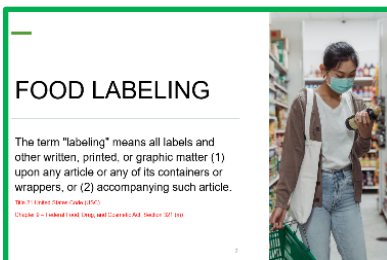 FOOD LABELING
The term "labeling" means all labels and
other written, printed, or graphic matter (1)
upon any article or any of its containers or
wrappers, or (2) accompanying such article.
Title 21 United States Code (USC)
Chapter 9 – Federal Food, Drug, and Cosmetic Act, Section 321 (m)